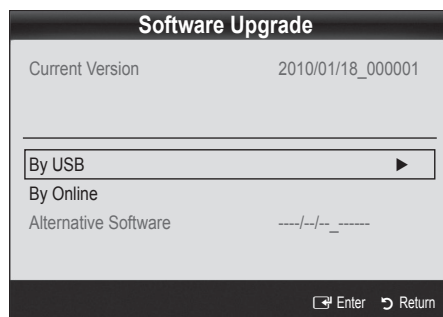 Software Upgrade
Current Version 2010/01/18_000001
By USB ▶
By Online
Alternative Software ----/--/--_------
Enter Return